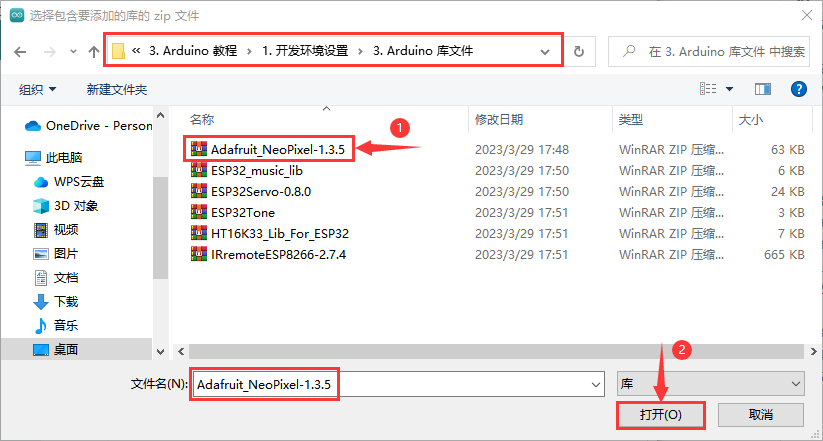 选择包含要添加的库的 zip 文件
« 3. Arduino 教程 > 1. 开发环境设置 > 3. Arduino 库文件
在 3. Arduino 库文件 中搜索
组织 新建文件夹
名称 修改日期 类型 大小
OneDrive - Person
此电脑
WPS云盘
3D 对象
视频
图片
文档
下载
音乐
桌面
1
Adafruit_NeoPixel-1.3.5 2023/3/29 17:48 WinRAR ZIP 压缩... 63 KB
ESP32_music_lib 2023/3/29 17:50 WinRAR ZIP 压缩... 6 KB
ESP32Servo-0.8.0 2023/3/29 17:50 WinRAR ZIP 压缩... 24 KB
ESP32Tone 2023/3/29 17:51 WinRAR ZIP 压缩... 3 KB
HT16K33_Lib_For_ESP32 2023/3/29 17:51 WinRAR ZIP 压缩... 7 KB
IRremoteESP8266-2.7.4 2023/3/29 17:51 WinRAR ZIP 压缩... 665 KB
2
文件名(N): Adafruit_NeoPixel-1.3.5 库
打开(O) 取消